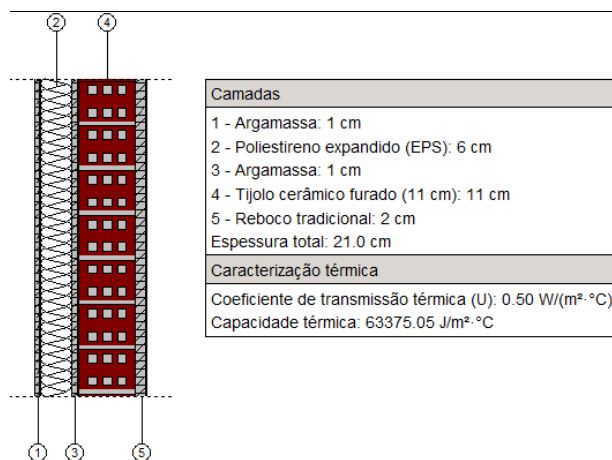 2
4
Camadas
1 - Argamassa: 1 cm
2 - Poliestireno expandido (EPS): 6 cm
3 - Argamassa: 1 cm
4 - Tijolo cerâmico furado (11 cm): 11 cm
5 - Reboco tradicional: 2 cm
Espessura total: 21.0 cm
Caracterização térmica
Coeficiente de transmissão térmica (U): 0.50 W/(m²·°C)
Capacidade térmica: 63375.05 J/m²·°C
1
3
5